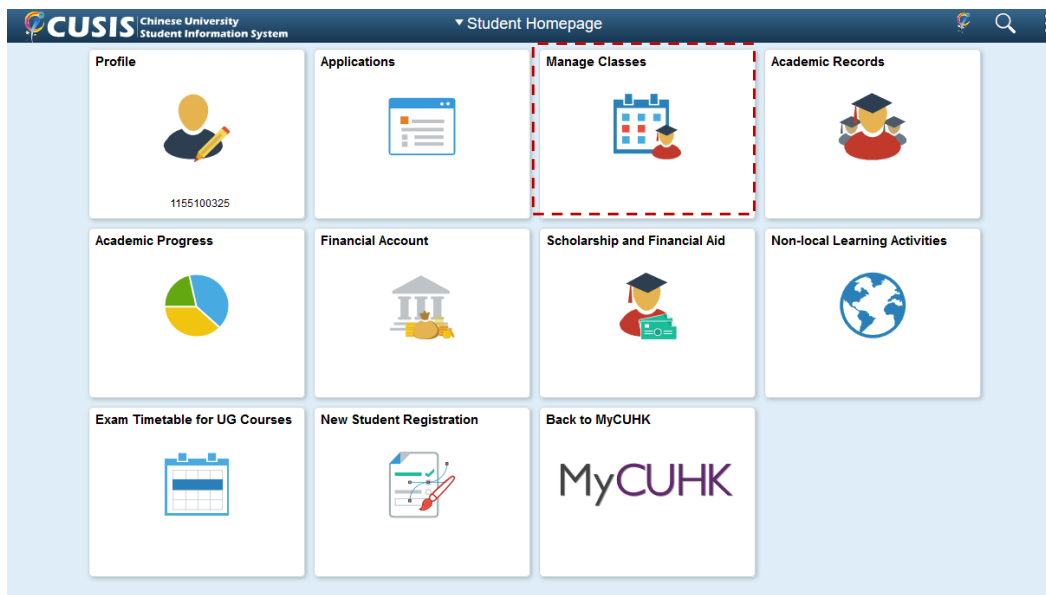 CUSIS Chinese University
Student Information System
Student Homepage
Profile
Applications
Manage Classes
Academic Records
1155100325
Academic Progress
Financial Account
Scholarship and Financial Aid
Non-local Learning Activities
Exam Timetable for UG Courses
New Student Registration
Back to MyCUHK
MyCUHK